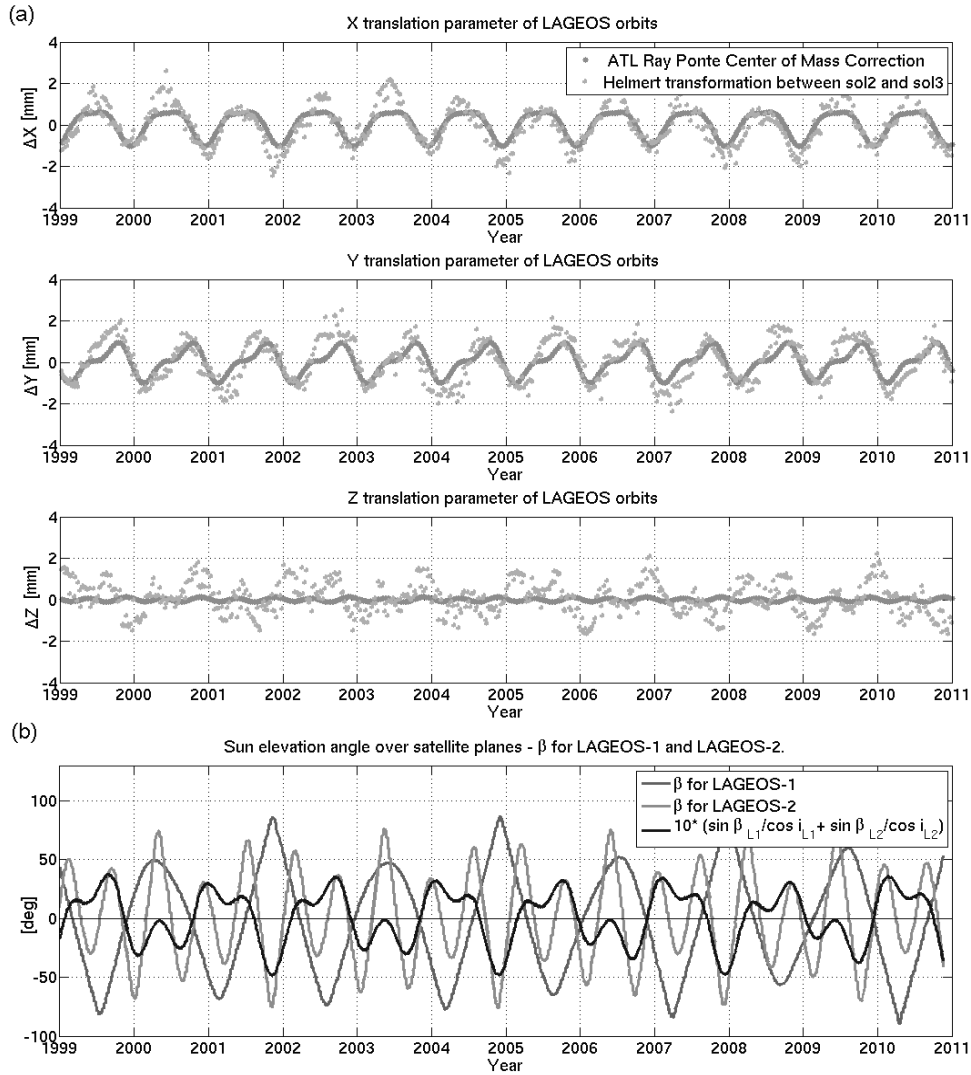 (a)
X translation parameter of LAGEOS orbits
ATL Ray Ponte Center of Mass Correction
Helmert transformation between sol2 and sol3
ΔX [mm]
4
2
0
-2
-4
1999 2000 2001 2002 2003 2004 2005 2006 2007 2008 2009 2010 2011
Year
Y translation parameter of LAGEOS orbits
ΔY [mm]
4
2
0
-2
-4
1999 2000 2001 2002 2003 2004 2005 2006 2007 2008 2009 2010 2011
Year
Z translation parameter of LAGEOS orbits
ΔZ [mm]
4
2
0
-2
-4
1999 2000 2001 2002 2003 2004 2005 2006 2007 2008 2009 2010 2011
Year
(b)
Sun elevation angle over satellite planes - β for LAGEOS-1 and LAGEOS-2.
β for LAGEOS-1
β for LAGEOS-2
10* (sin β L1/cos i L1 + sin β L2/cos i L2)
[deg]
100
50
0
-50
-100
1999 2000 2001 2002 2003 2004 2005 2006 2007 2008 2009 2010 2011
Year